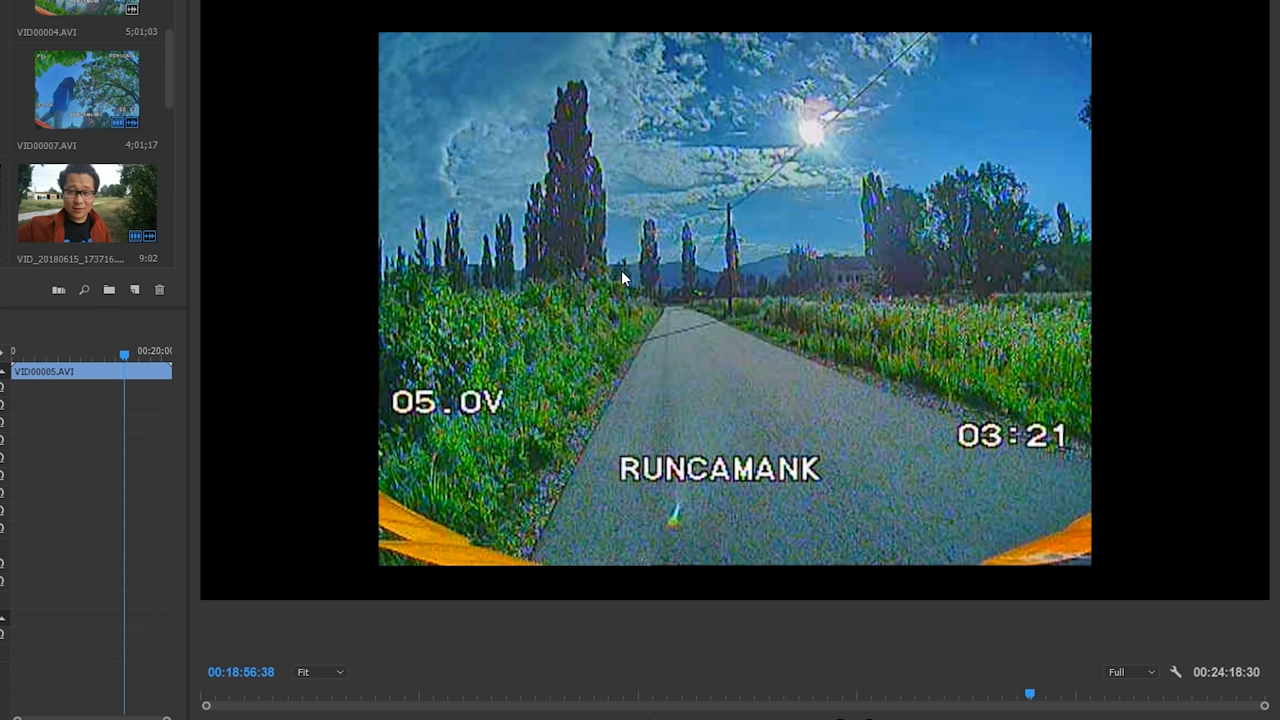 VID00004.AVI 5;01;03
VID00007.AVI 4;01;17
VID_20180615_173716.... 9:02
0 00:20:0
VID00005.AVI
05.0V
03:21
RUNCAMANK
00:18:56:38 Fit Full 00:24:18:30